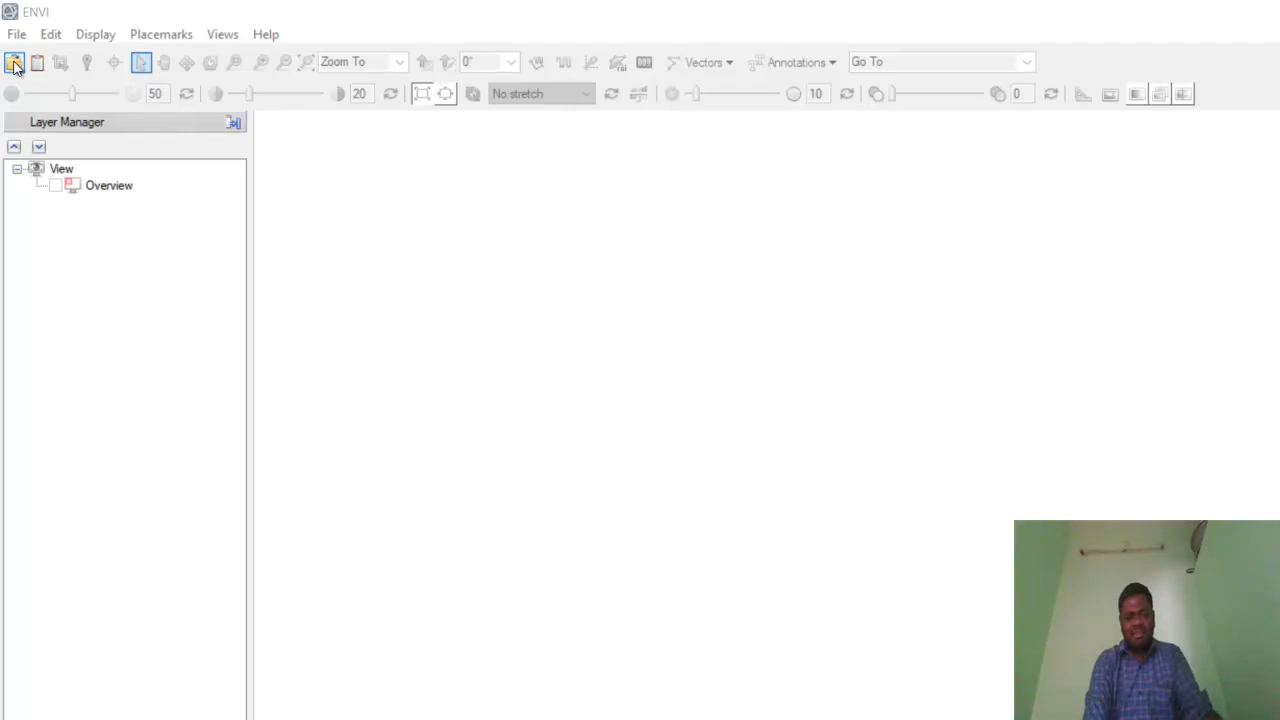 ENVI
File Edit Display Placemarks Views Help
Zoom To 0° Vectors Annotations Go To
50 20 No stretch 10 0
Layer Manager
View
Overview